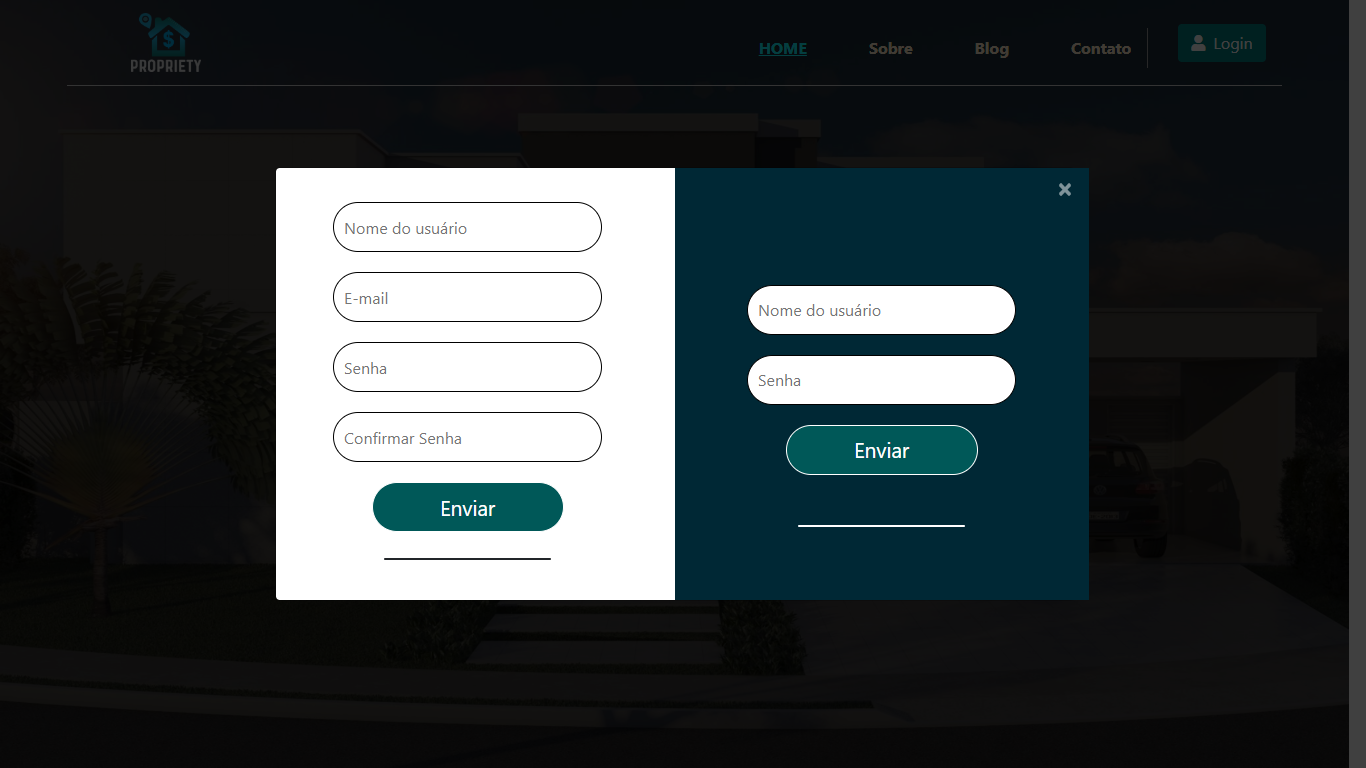 PROPRIETY
HOME Sobre Blog Contato Login
Nome do usuário
E-mail
Senha
Confirmar Senha
Enviar
×
Nome do usuário
Senha
Enviar